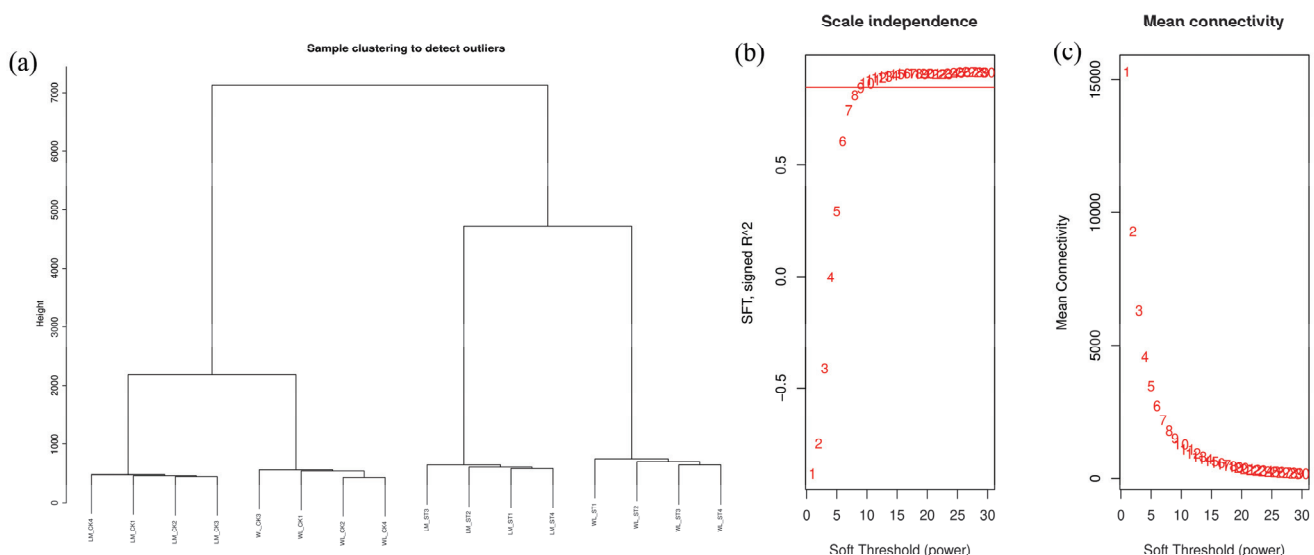 (a)
Sample clustering to detect outliers
Height
7000
6000
5000
4000
3000
2000
1000
0
LM_CK4
LM_CK1
LM_CK2
LM_CK3
WL_CK3
WL_CK1
WL_CK2
WL_CK4
LM_ST3
LM_ST2
LM_ST1
LM_ST4
WL_ST1
WL_ST2
WL_ST3
WL_ST4
(b)
Scale independence
SFT, signed R^2
0.5
0.0
−0.5
1
2
3
4
5
6
7
8
9
10
0 5 10 15 20 25 30
Soft Threshold (power)
(c)
Mean connectivity
Mean Connectivity
15000
10000
5000
0
1
2
3
4
5
6
7
8
9
10
0 5 10 15 20 25 30
Soft Threshold (power)